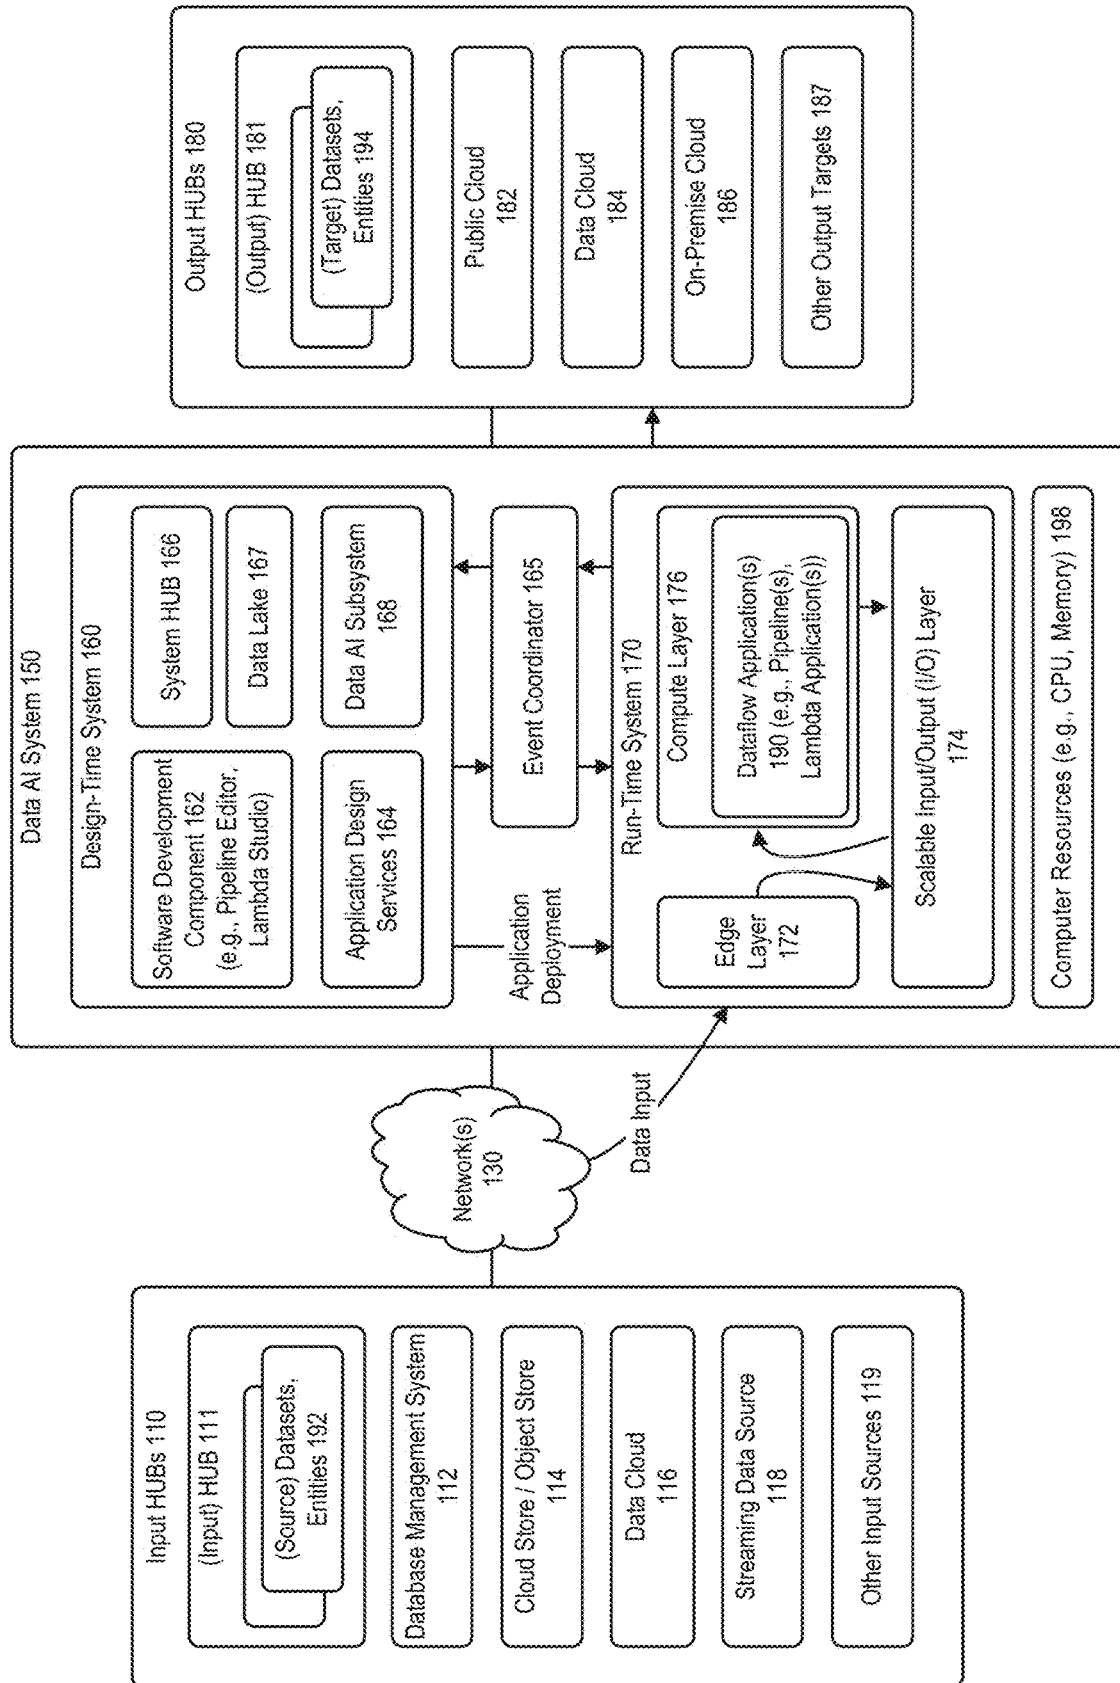 Input HUBs 110
(Input) HUB 111
(Source) Datasets,
Entities 192
Database Management System
112
Cloud Store / Object Store
114
Data Cloud
116
Streaming Data Source
118
Other Input Sources 119
Network(s)
130
Data Input
Data AI System 150
Design-Time System 160
Software Development
Component 162
(e.g., Pipeline Editor,
Lambda Studio)
System HUB 166
Data Lake 167
Application Design
Services 164
Data AI Subsystem
168
Application
Deployment
Event Coordinator 165
Run-Time System 170
Edge
Layer
172
Compute Layer 176
Dataflow Application(s)
190 (e.g., Pipeline(s),
Lambda Application(s))
Scalable Input/Output (I/O) Layer
174
Computer Resources (e.g., CPU, Memory) 198
Output HUBs 180
(Output) HUB 181
(Target) Datasets,
Entities 194
Public Cloud
182
Data Cloud
184
On-Premise Cloud
186
Other Output Targets 187